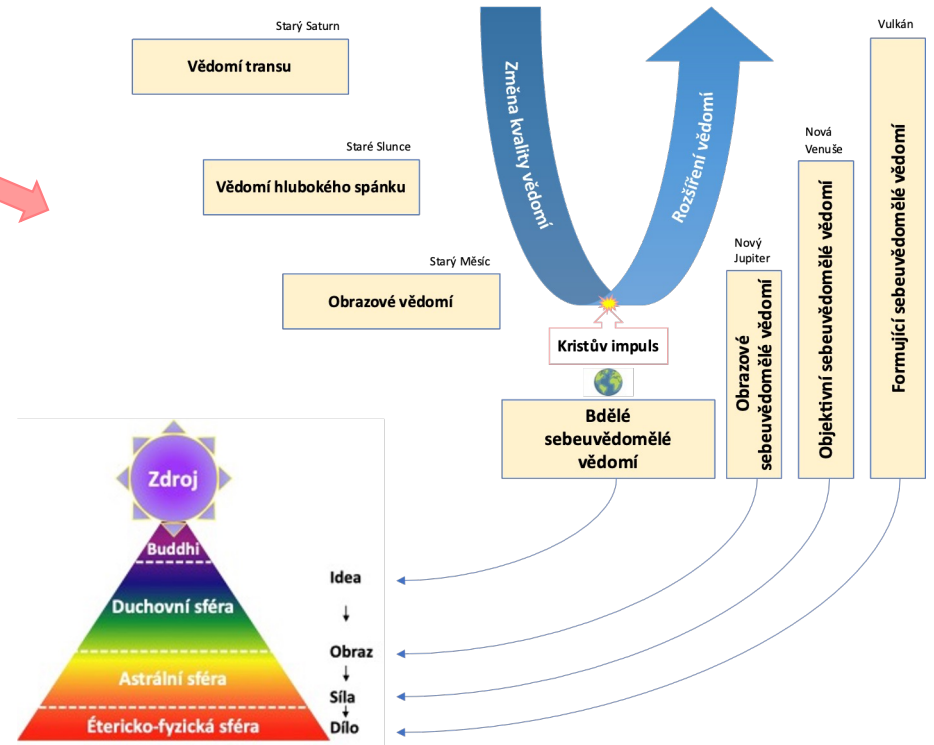 Starý Saturn
Vědomí transu
Staré Slunce
Vědomí hlubokého spánku
Starý Měsíc
Obrazové vědomí
Změna kvality vědomí
Rozšíření vědomí
Kristův impuls
Bdělé
sebeuvědomělé
vědomí
Nový
Jupiter
Obrazové
sebeuvědomělé vědomí
Nová
Venuše
Objektivní sebeuvědomělé vědomí
Vulkán
Formující sebeuvědomělé vědomí
Zdroj
Buddhi
Duchovní sféra
Astrální sféra
Étericko-fyzická sféra
Idea
Obraz
Síla
Dílo